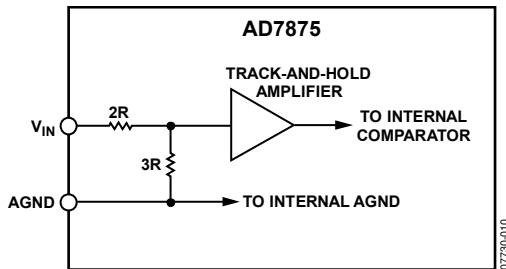 AD7875
TRACK-AND-HOLD
AMPLIFIER
2R
V_IN
TO INTERNAL
COMPARATOR
3R
AGND
TO INTERNAL AGND
07730-010